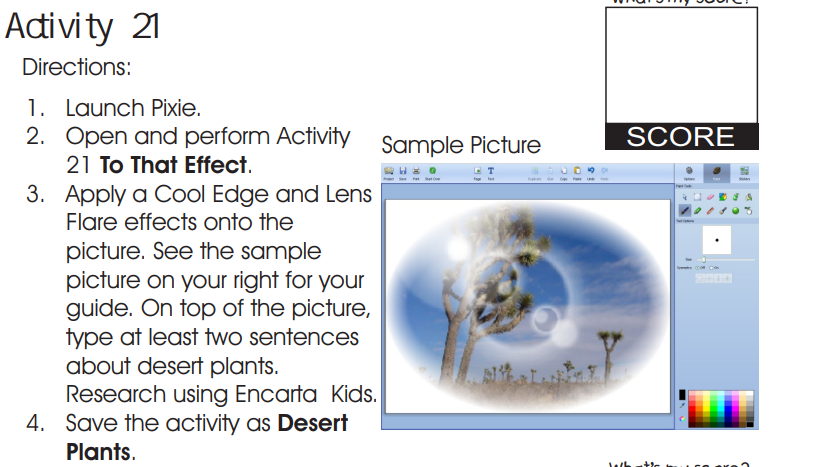 What's my score?
Activity 21
Directions:
1. Launch Pixie.
2. Open and perform Activity
21 To That Effect.
3. Apply a Cool Edge and Lens
Flare effects onto the
picture. See the sample
picture on your right for your
guide. On top of the picture,
type at least two sentences
about desert plants.
Research using Encarta Kids.
4. Save the activity as Desert
Plants.
SCORE
Sample Picture
What's my score?